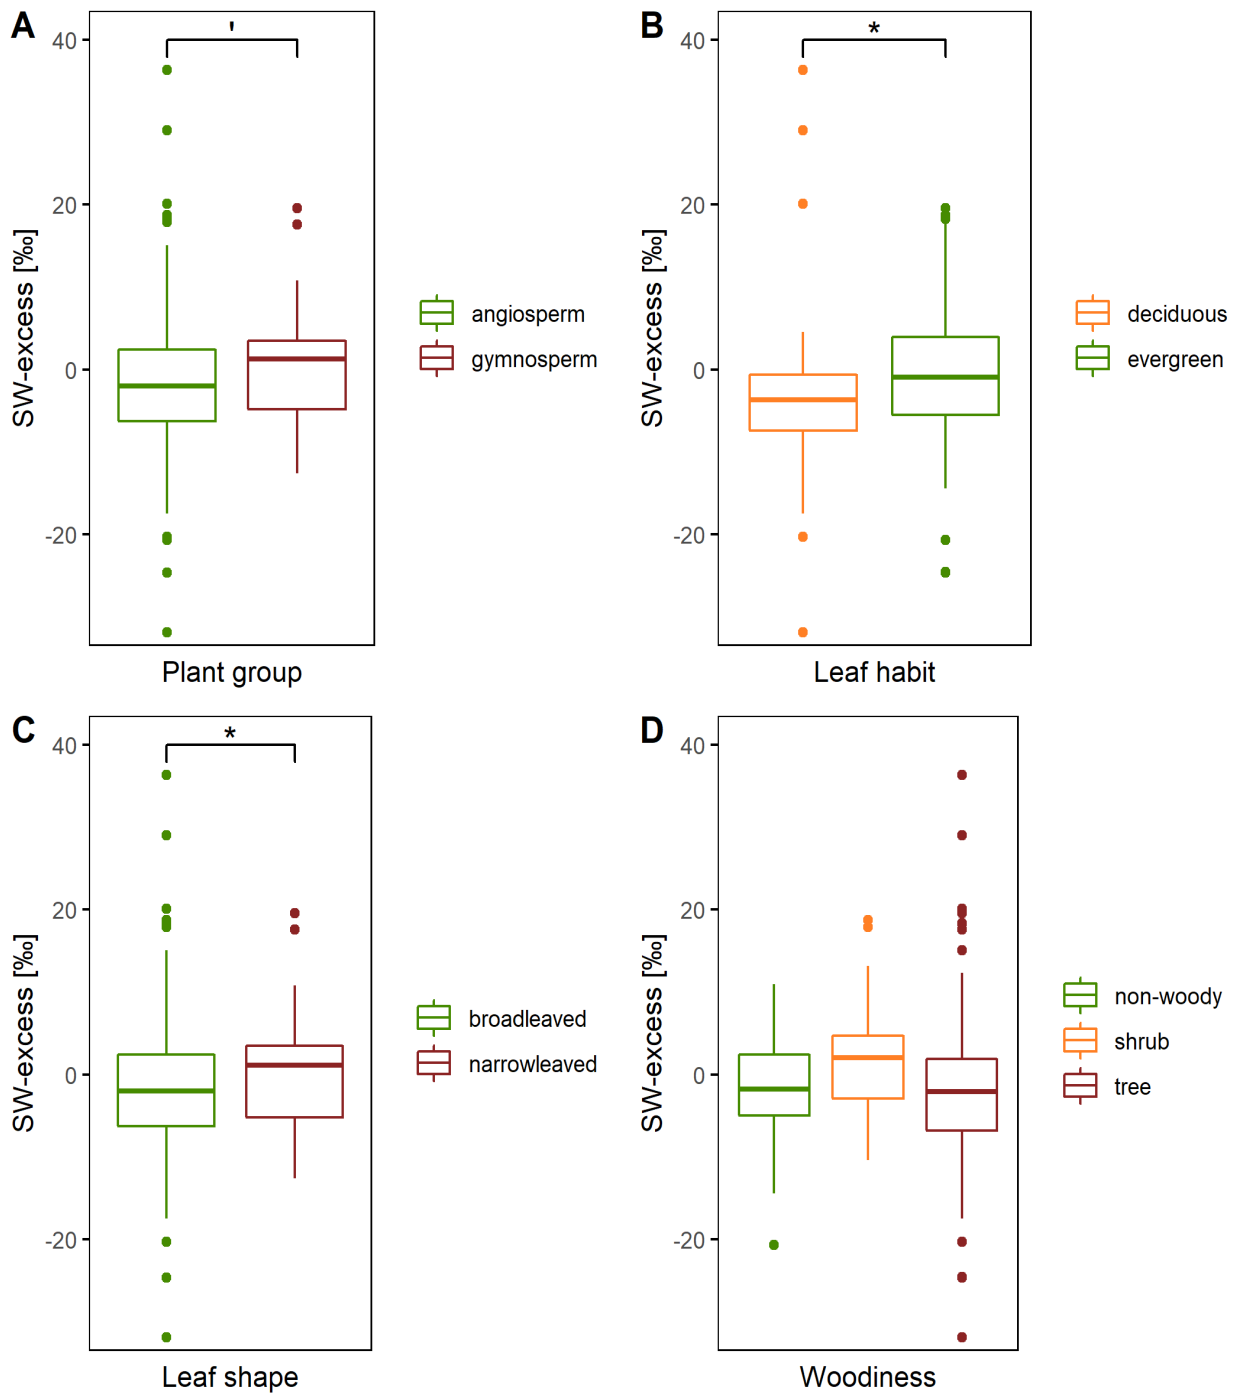 A
'
40
20
0
-20
SW-excess [‰]
Plant group
angiosperm
gymnosperm
B
*
40
20
0
-20
SW-excess [‰]
Leaf habit
deciduous
evergreen
C
*
40
20
0
-20
SW-excess [‰]
Leaf shape
broadleaved
narrowleaved
D
40
20
0
-20
SW-excess [‰]
Woodiness
non-woody
shrub
tree